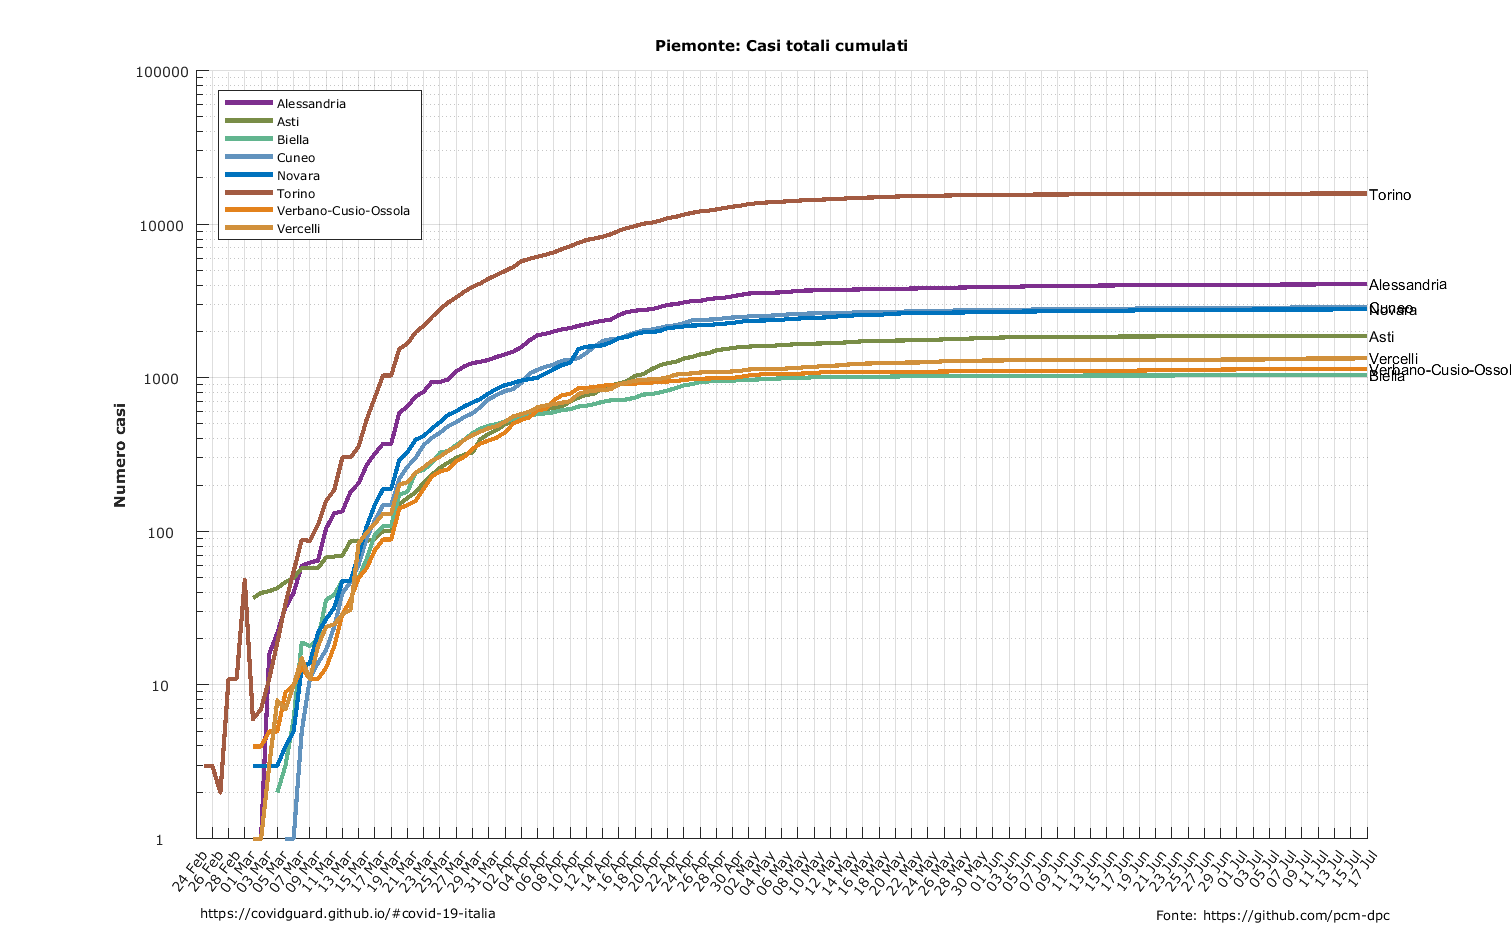 Piemonte: Casi totali cumulati
100000
10000
1000
100
10
1
Numero casi
Alessandria
Asti
Biella
Cuneo
Novara
Torino
Verbano-Cusio-Ossola
Vercelli
Torino
Alessandria
Cuneo
Novara
Asti
Vercelli
Verbano-Cusio-Ossol
Biella
24 Feb
26 Feb
28 Feb
01 Mar
03 Mar
05 Mar
07 Mar
09 Mar
11 Mar
13 Mar
15 Mar
17 Mar
19 Mar
21 Mar
23 Mar
25 Mar
27 Mar
29 Mar
31 Mar
02 Apr
04 Apr
06 Apr
08 Apr
10 Apr
12 Apr
14 Apr
16 Apr
18 Apr
20 Apr
22 Apr
24 Apr
26 Apr
28 Apr
30 Apr
02 May
04 May
06 May
08 May
10 May
12 May
14 May
16 May
18 May
20 May
22 May
24 May
26 May
28 May
30 May
01 Jun
03 Jun
05 Jun
07 Jun
09 Jun
11 Jun
13 Jun
15 Jun
17 Jun
19 Jun
21 Jun
23 Jun
25 Jun
27 Jun
29 Jun
01 Jul
03 Jul
05 Jul
07 Jul
09 Jul
11 Jul
13 Jul
15 Jul
17 Jul
https://covidguard.github.io/#covid-19-italia
Fonte: https://github.com/pcm-dpc